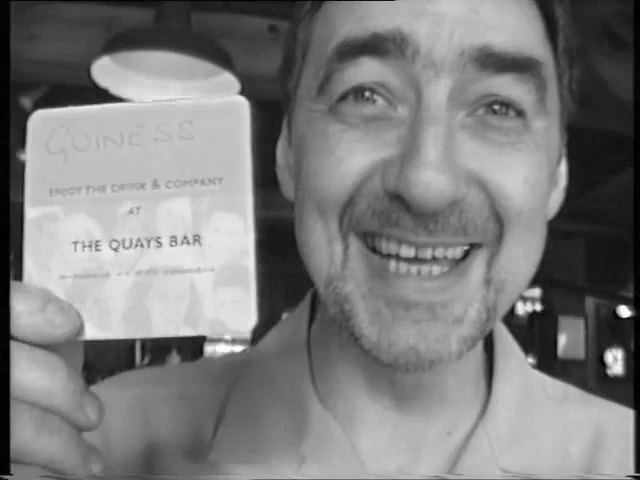 GUINESS
ENJOY THE DRINK & COMPANY
AT
THE QUAYS BAR